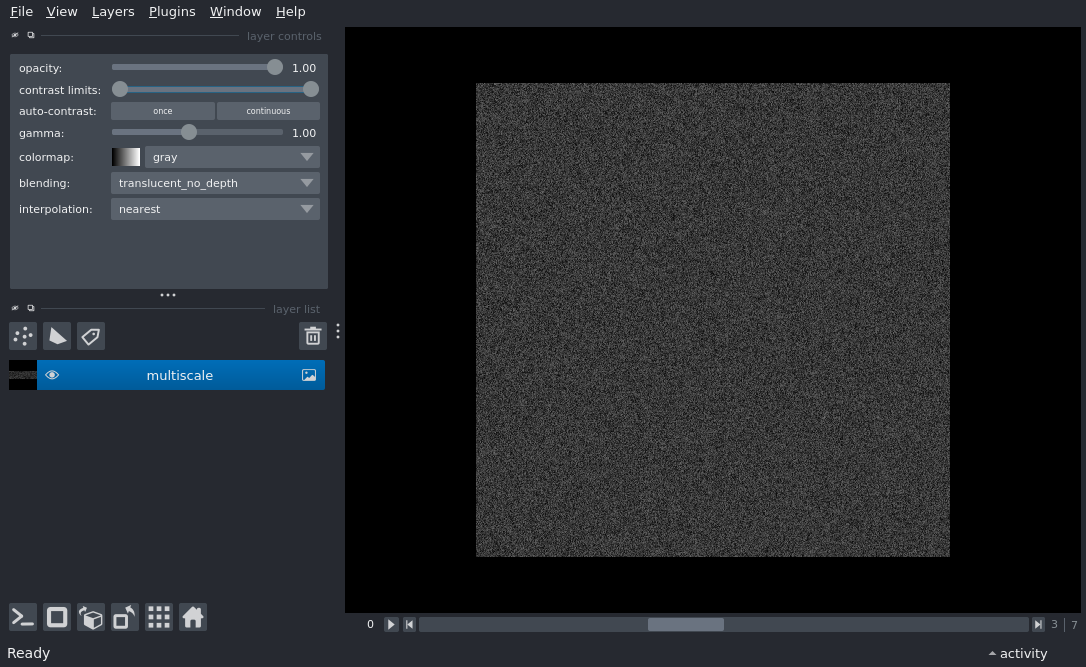 File View Layers Plugins Window Help
layer controls
opacity: 1.00
contrast limits:
auto-contrast: once continuous
gamma: 1.00
colormap: gray
blending: translucent_no_depth
interpolation: nearest
layer list
multiscale
0 3 7
Ready activity